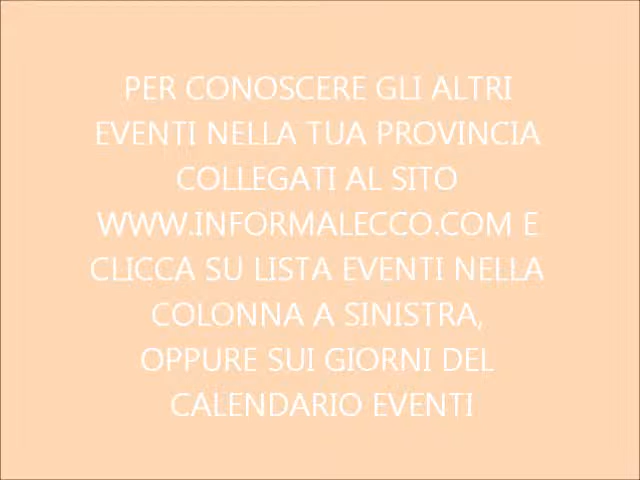 PER CONOSCERE GLI ALTRI
EVENTI NELLA TUA PROVINCIA
COLLEGATI AL SITO
WWW.INFORMALECCO.COM E
CLICCA SU LISTA EVENTI NELLA
COLONNA A SINISTRA,
OPPURE SUI GIORNI DEL
CALENDARIO EVENTI